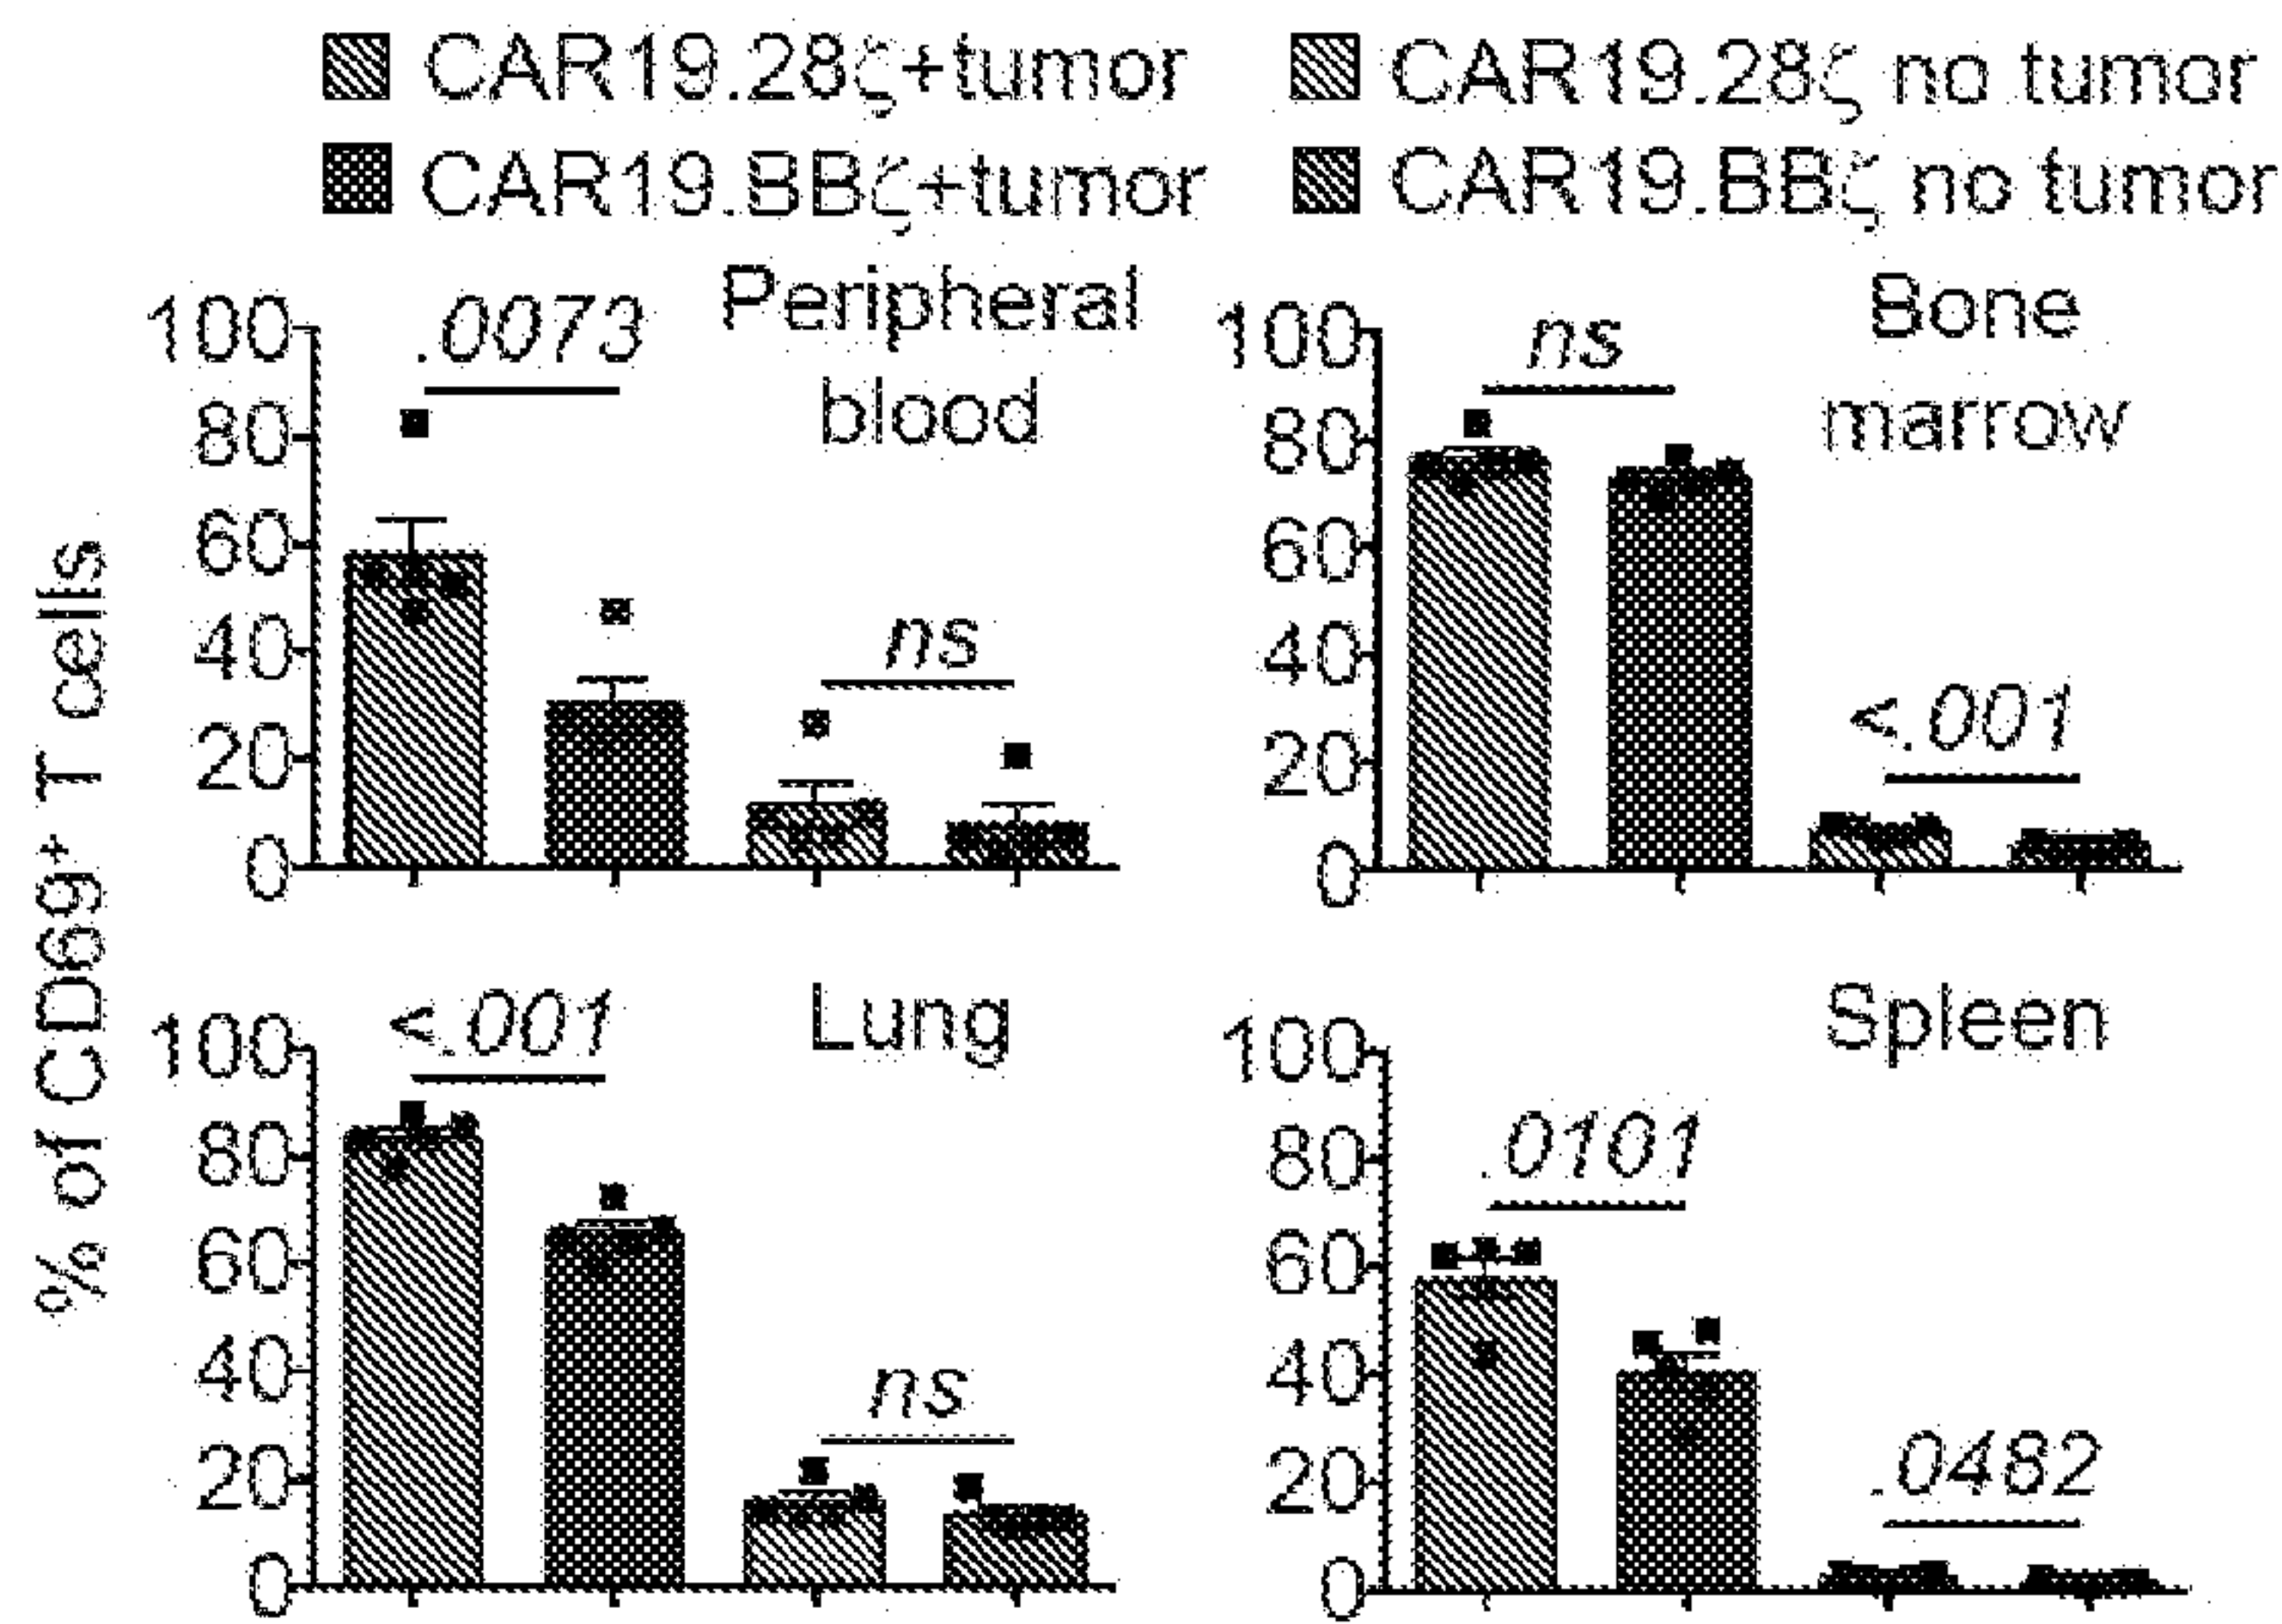 CAR19.28ζ+tumor
CAR19.28ζ no tumor
CAR19.BBζ+tumor
CAR19.BBζ no tumor
% of CD69⁺ T cells
Peripheral
blood
100
80
60
40
20
0
.0073
ns
Bone
marrow
100
80
60
40
20
0
ns
<.001
Lung
100
80
60
40
20
0
<.001
ns
Spleen
100
80
60
40
20
0
.0101
.0482